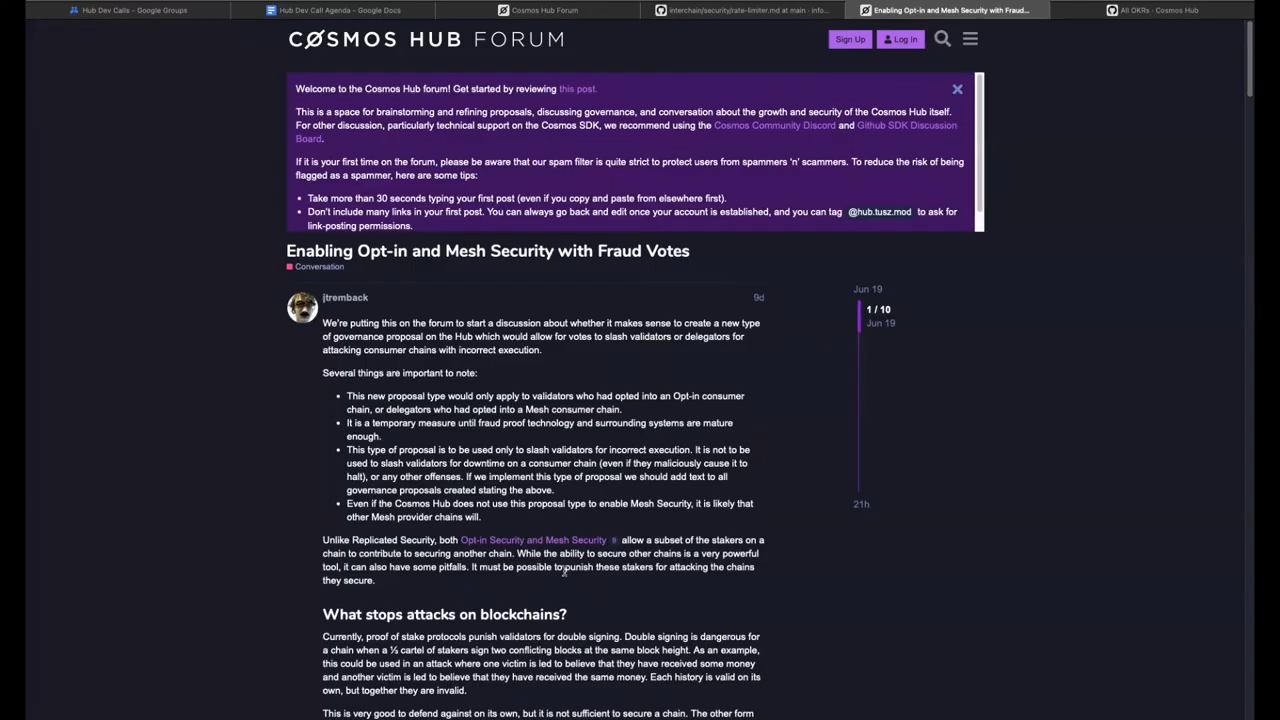 Hub Dev Calls - Google Groups
Hub Dev Call Agenda - Google Docs
Cosmos Hub Forum
interchain/security/rate-limiter.md at main · info...
Enabling Opt-in and Mesh Security with Fraud...
All OKRs · Cosmos Hub
COSMOS HUB FORUM
Sign Up
Log In
Welcome to the Cosmos Hub forum! Get started by reviewing this post.
This is a space for brainstorming and refining proposals, discussing governance, and conversation about the growth and security of the Cosmos Hub itself.
For other discussion, particularly technical support on the Cosmos SDK, we recommend using the Cosmos Community Discord and Github SDK Discussion
Board.
If it is your first time on the forum, please be aware that our spam filter is quite strict to protect users from spammers 'n' scammers. To reduce the risk of being
flagged as a spammer, here are some tips:
• Take more than 30 seconds typing your first post (even if you copy and paste from elsewhere first).
• Don't include many links in your first post. You can always go back and edit once your account is established, and you can tag @hub.tusz.mod to ask for
link-posting permissions.
Enabling Opt-in and Mesh Security with Fraud Votes
Conversation
jtremback
9d
We're putting this on the forum to start a discussion about whether it makes sense to create a new type
of governance proposal on the Hub which would allow for votes to slash validators or delegators for
attacking consumer chains with incorrect execution.
Several things are important to note:
• This new proposal type would only apply to validators who had opted into an Opt-in consumer
chain, or delegators who had opted into a Mesh consumer chain.
• It is a temporary measure until fraud proof technology and surrounding systems are mature
enough.
• This type of proposal is to be used only to slash validators for incorrect execution. It is not to be
used to slash validators for downtime on a consumer chain (even if they maliciously cause it to
halt), or any other offenses. If we implement this type of proposal we should add text to all
governance proposals created stating the above.
• Even if the Cosmos Hub does not use this proposal type to enable Mesh Security, it is likely that
other Mesh provider chains will.
Unlike Replicated Security, both Opt-in Security and Mesh Security allow a subset of the stakers on a
chain to contribute to securing another chain. While the ability to secure other chains is a very powerful
tool, it can also have some pitfalls. It must be possible to punish these stakers for attacking the chains
they secure.
What stops attacks on blockchains?
Currently, proof of stake protocols punish validators for double signing. Double signing is dangerous for
a chain when a ⅓ cartel of stakers sign two conflicting blocks at the same block height. As an example,
this could be used in an attack where one victim is led to believe that they have received some money
and another victim is led to believe that they have received the same money. Each history is valid on its
own, but together they are invalid.
This is very good to defend against on its own, but it is not sufficient to secure a chain. The other form
Jun 19
1 / 10
Jun 19
21h